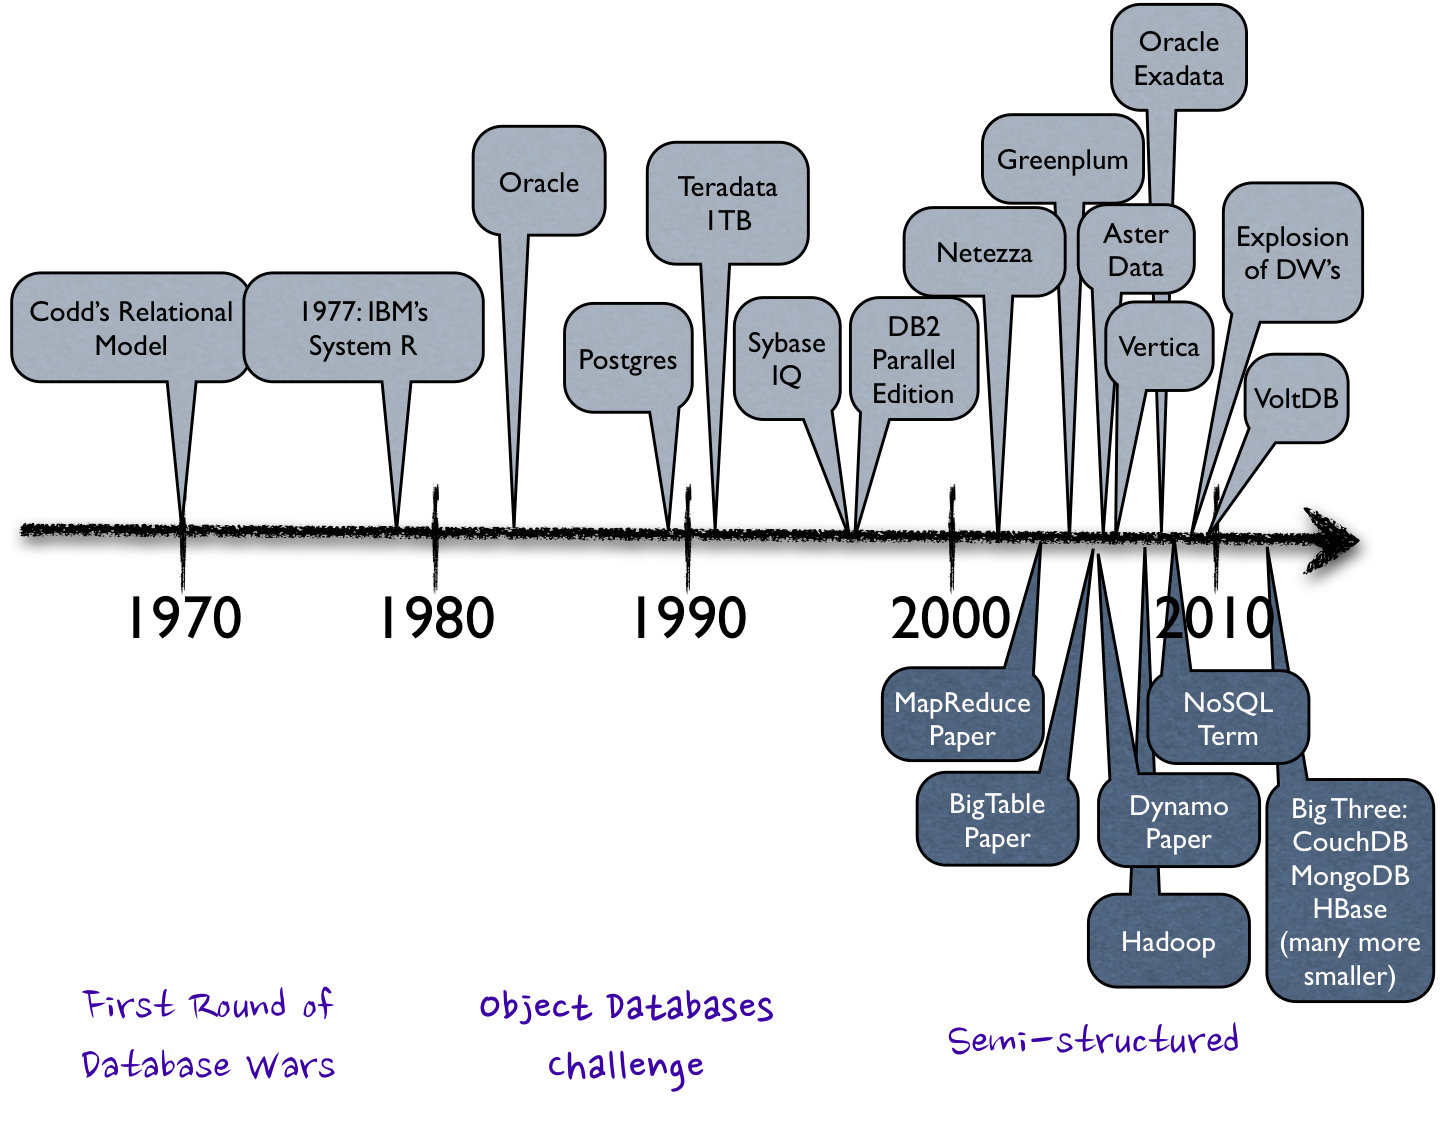 Oracle
Exadata
Greenplum
Oracle
Teradata
1TB
Netezza
Aster
Data
Explosion
of DW's
Codd's Relational
Model
1977: IBM's
System R
Postgres
Sybase
IQ
DB2
Parallel
Edition
Vertica
VoltDB
1970
1980
1990
2000
2010
MapReduce
Paper
NoSQL
Term
BigTable
Paper
Dynamo
Paper
Big Three:
CouchDB
MongoDB
HBase
(many more
smaller)
Hadoop
First Round of
Database Wars
Object Databases
Challenge
Semi-structured